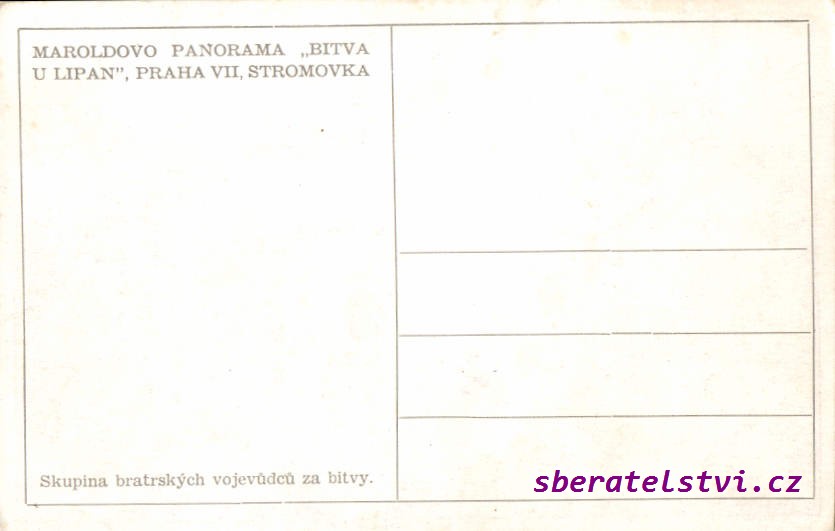 MAROLDOVO PANORAMA „BITVA
U LIPAN”, PRAHA VII, STROMOVKA
Skupina bratrských vojevůdců za bitvy.
sberatelstvi.cz